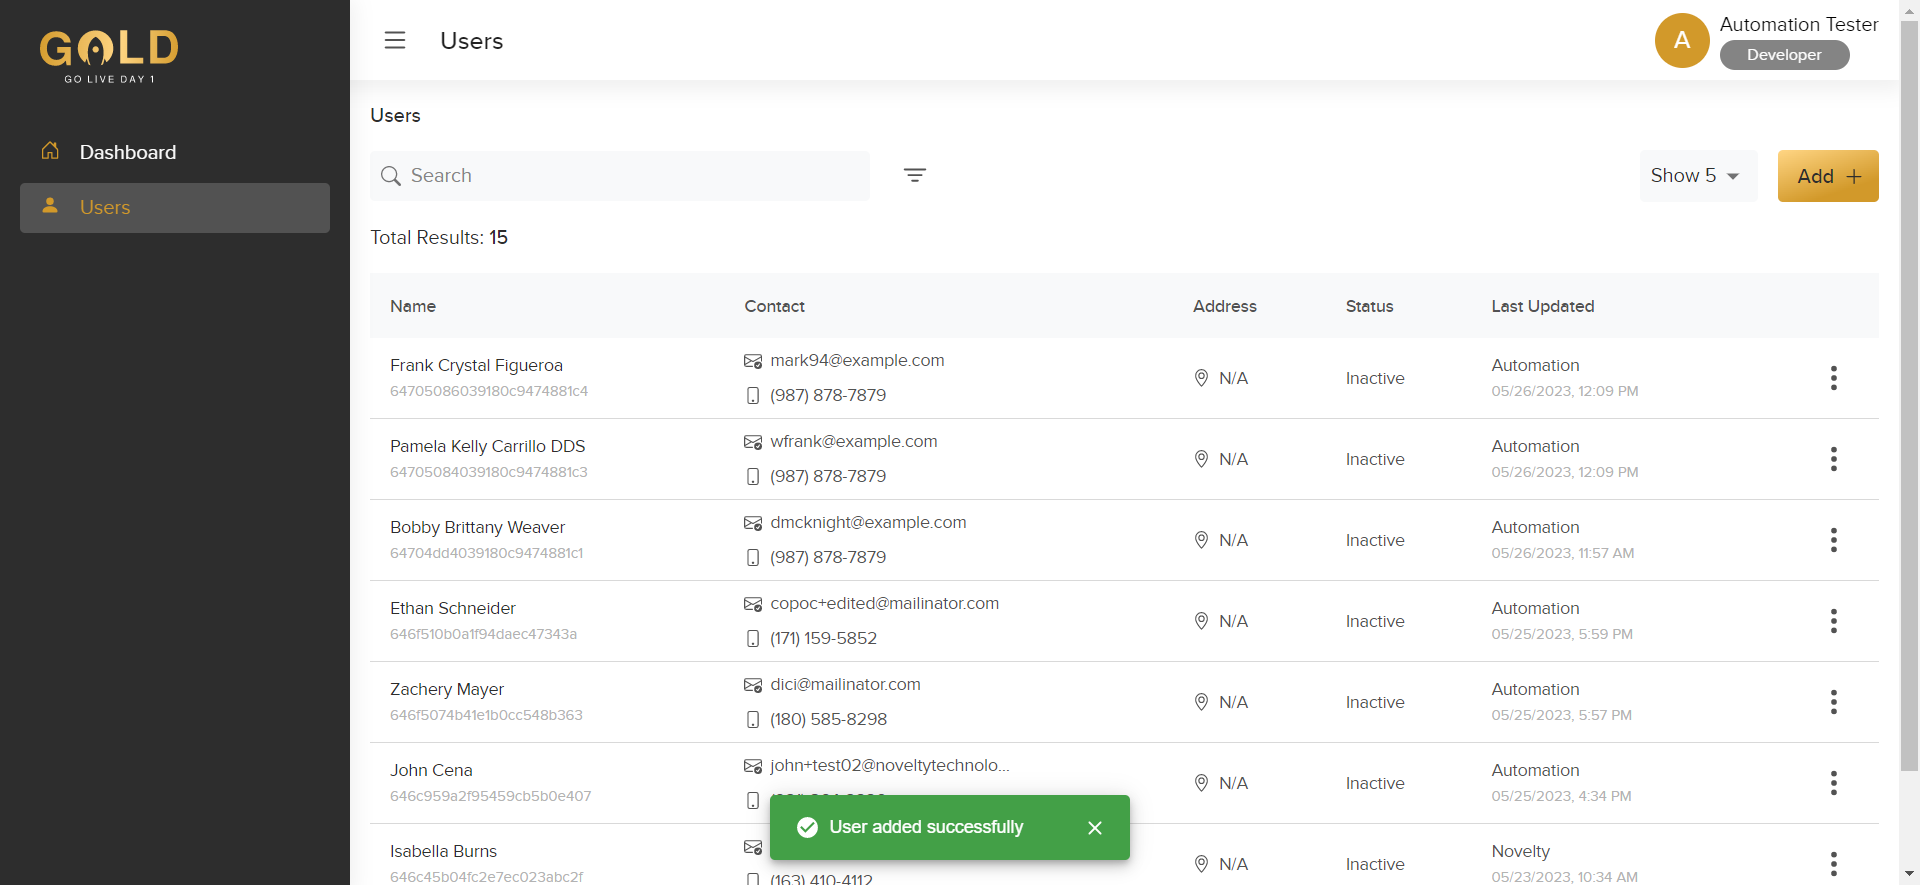 GOLD
GO LIVE DAY 1
Dashboard
Users
Users
A
Automation Tester
Developer
Users
Search
Show 5
Add +
Total Results: 15
Name Contact Address Status Last Updated
Frank Crystal Figueroa
64705086039180c9474881c4
mark94@example.com
(987) 878-7879
N/A
Inactive
Automation
05/26/2023, 12:09 PM
Pamela Kelly Carrillo DDS
64705084039180c9474881c3
wfrank@example.com
(987) 878-7879
N/A
Inactive
Automation
05/26/2023, 12:09 PM
Bobby Brittany Weaver
64704dd4039180c9474881c1
dmcknight@example.com
(987) 878-7879
N/A
Inactive
Automation
05/26/2023, 11:57 AM
Ethan Schneider
646f510b0a1f94daec47343a
copoc+edited@mailinator.com
(171) 159-5852
N/A
Inactive
Automation
05/25/2023, 5:59 PM
Zachery Mayer
646f5074b41e1b0cc548b363
dici@mailinator.com
(180) 585-8298
N/A
Inactive
Automation
05/25/2023, 5:57 PM
John Cena
646c959a2f95459cb5b0e407
john+test02@noveltytechnolo...
N/A
Inactive
Automation
05/25/2023, 4:34 PM
User added successfully
Isabella Burns
646c45b04fc2e7ec023abc2f
(163) 410-4112
N/A
Inactive
Novelty
05/23/2023, 10:34 AM